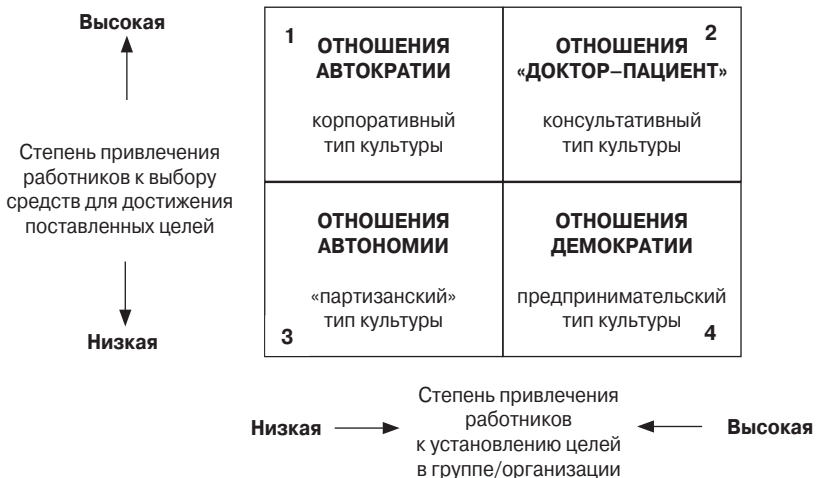 Высокая
Степень привлечения
работников к выбору
средств для достижения
поставленных целей
Низкая
1
ОТНОШЕНИЯ
АВТОКРАТИИ
корпоративный
тип культуры
2
ОТНОШЕНИЯ
«ДОКТОР–ПАЦИЕНТ»
консультативный
тип культуры
ОТНОШЕНИЯ
АВТОНОМИИ
«партизанский»
тип культуры
3
ОТНОШЕНИЯ
ДЕМОКРАТИИ
предпринимательский
тип культуры
4
Низкая
Степень привлечения
работников
к установлению целей
в группе/организации
Высокая